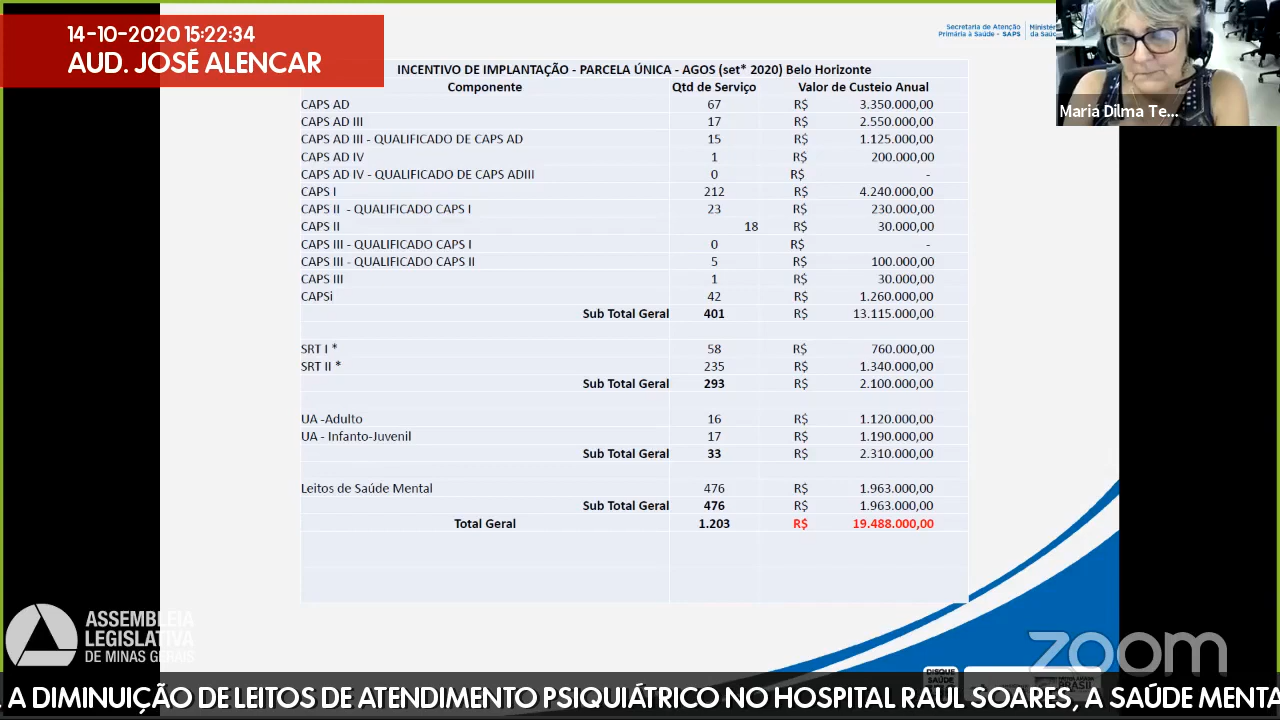 14-10-2020 15:22:34
AUD. JOSÉ ALENCAR
Secretaria de Atenção
Primária à Saúde - SAPS
Ministér
da Saú
Maria Dilma Te...
INCENTIVO DE IMPLANTAÇÃO - PARCELA ÚNICA - AGOS (set* 2020) Belo Horizonte
Componente Qtd de Serviço Valor de Custeio Anual
CAPS AD 67 R$ 3.350.000,00
CAPS AD III 17 R$ 2.550.000,00
CAPS AD III - QUALIFICADO DE CAPS AD 15 R$ 1.125.000,00
CAPS AD IV 1 R$ 200.000,00
CAPS AD IV - QUALIFICADO DE CAPS ADIII 0 R$ -
CAPS I 212 R$ 4.240.000,00
CAPS II - QUALIFICADO CAPS I 23 R$ 230.000,00
CAPS II 18 R$ 30.000,00
CAPS III - QUALIFICADO CAPS I 0 R$ -
CAPS III - QUALIFICADO CAPS II 5 R$ 100.000,00
CAPS III 1 R$ 30.000,00
CAPSi 42 R$ 1.260.000,00
Sub Total Geral 401 R$ 13.115.000,00
SRT I * 58 R$ 760.000,00
SRT II * 235 R$ 1.340.000,00
Sub Total Geral 293 R$ 2.100.000,00
UA -Adulto 16 R$ 1.120.000,00
UA - Infanto-Juvenil 17 R$ 1.190.000,00
Sub Total Geral 33 R$ 2.310.000,00
Leitos de Saúde Mental 476 R$ 1.963.000,00
Sub Total Geral 476 R$ 1.963.000,00
Total Geral 1.203 R$ 19.488.000,00
ASSEMBLEIA
LEGISLATIVA
DE MINAS GERAIS
zoom
DISQUE
SAÚDE
BRASIL
. A DIMINUIÇÃO DE LEITOS DE ATENDIMENTO PSIQUIÁTRICO NO HOSPITAL RAUL SOARES, A SAÚDE MENTA